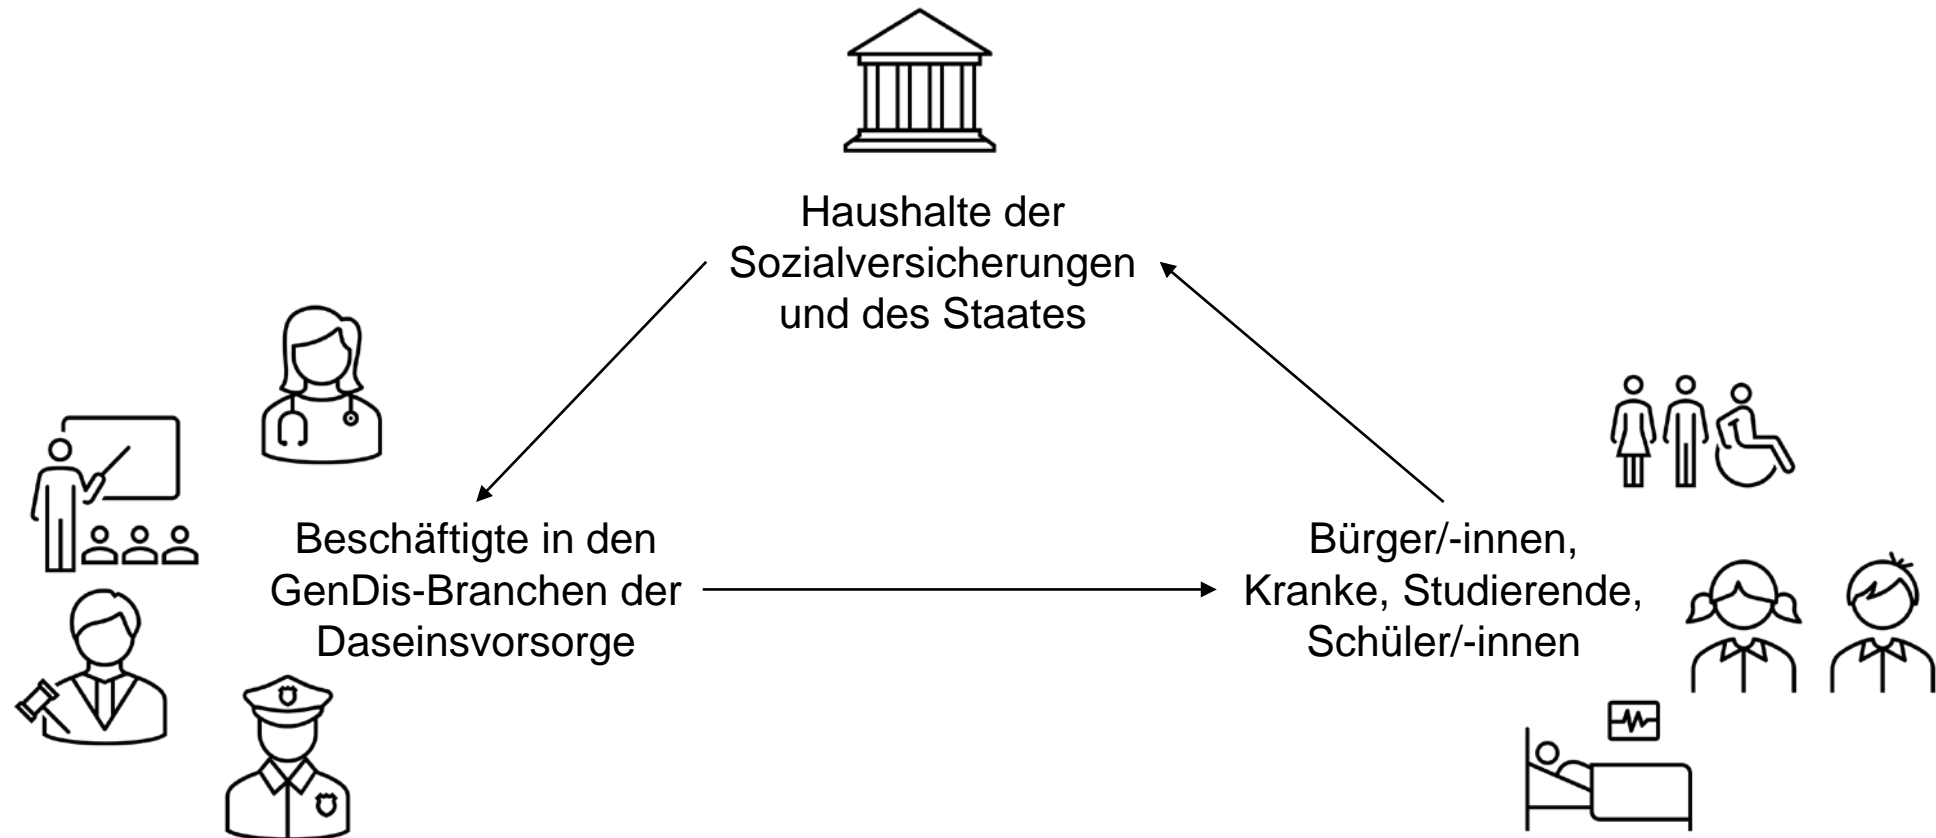 Haushalte der
Sozialversicherungen
und des Staates
Beschäftigte in den
GenDis-Branchen der
Daseinsvorsorge
Bürger/-innen,
Kranke, Studierende,
Schüler/-innen